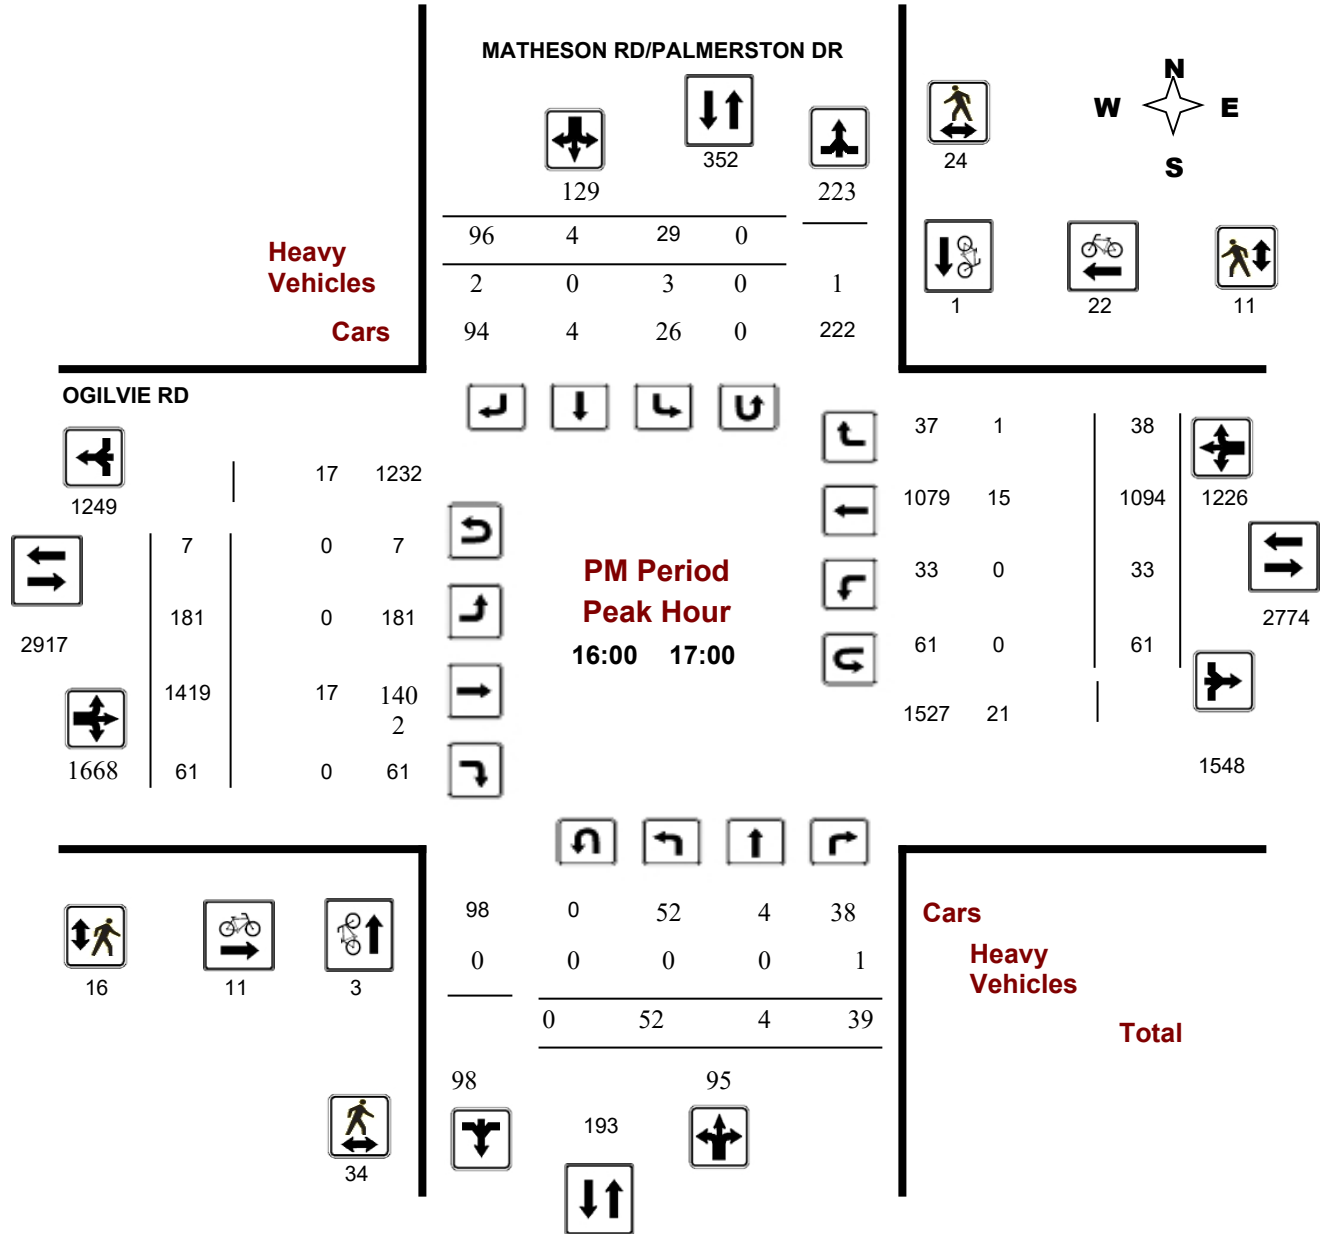 MATHESON RD/PALMERSTON DR
N
W E
S
352
24
129 223
96 4 29 0
Heavy
Vehicles
2 0 3 0 1
1 22 11
Cars
94 4 26 0 222
OGILVIE RD
37 1 38
17 1232
1249
1079 15 1094 1226
7 0 7
PM Period
33 0 33
Peak Hour
181 0 181
2774
2917
16:00 17:00
61 0 61
1419 17 140
2
1527 21
1668 61 0 61
1548
98 0 52 4 38
Cars
0 0 0 0 1
Heavy
Vehicles
16 11 3
0 52 4 39
Total
98 95
193
34